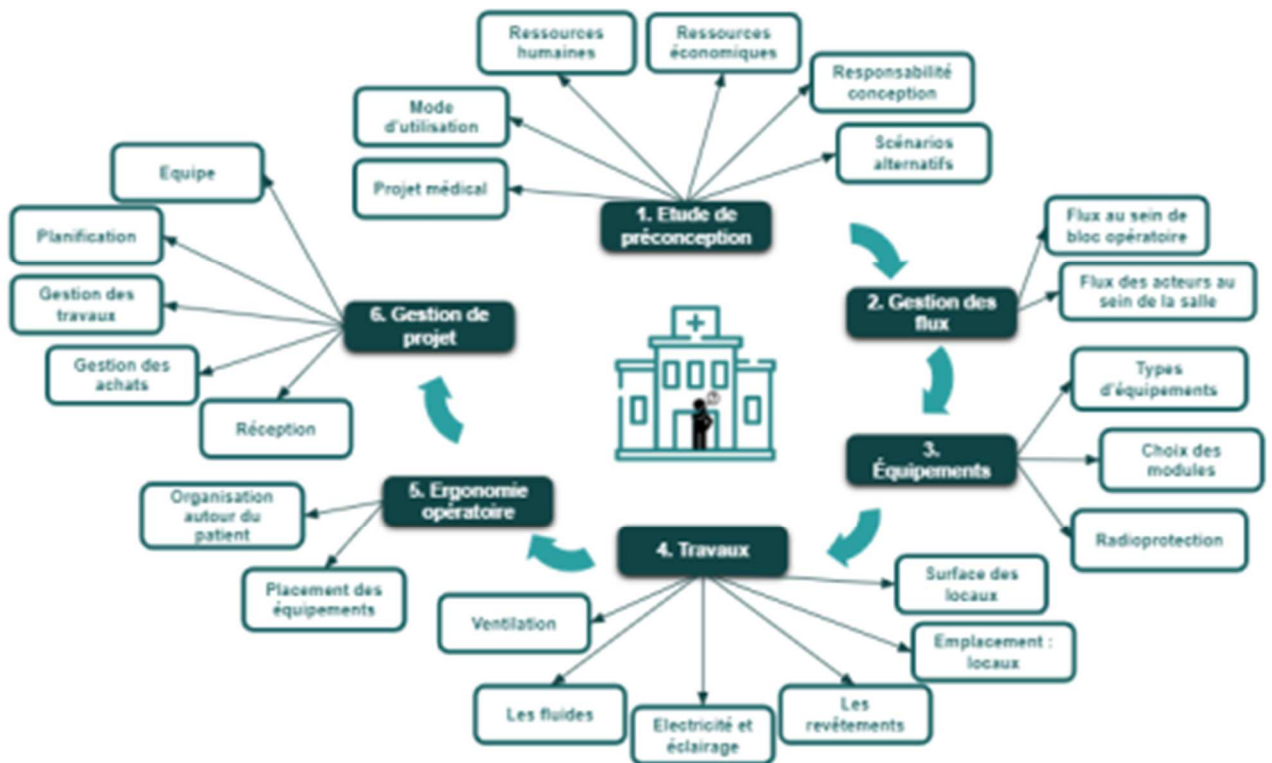 Ressources
humaines
Ressources
économiques
Responsabilité
conception
Mode
d'utilisation
Scénarios
alternatifs
Projet médical
1. Etude de
préconception
Flux au sein de
bloc opératoire
Flux des acteurs au
sein de la salle
2. Gestion des
flux
Types
d'équipements
Choix des
modules
Radioprotection
3.
Équipements
4. Travaux
Surface des
locaux
Emplacement :
locaux
Les
revêtements
Electricité et
éclairage
Les fluides
Ventilation
5. Ergonomie
opératoire
Organisation
autour du
patient
Placement des
équipements
6. Gestion de
projet
Equipe
Planification
Gestion des
travaux
Gestion des
achats
Réception